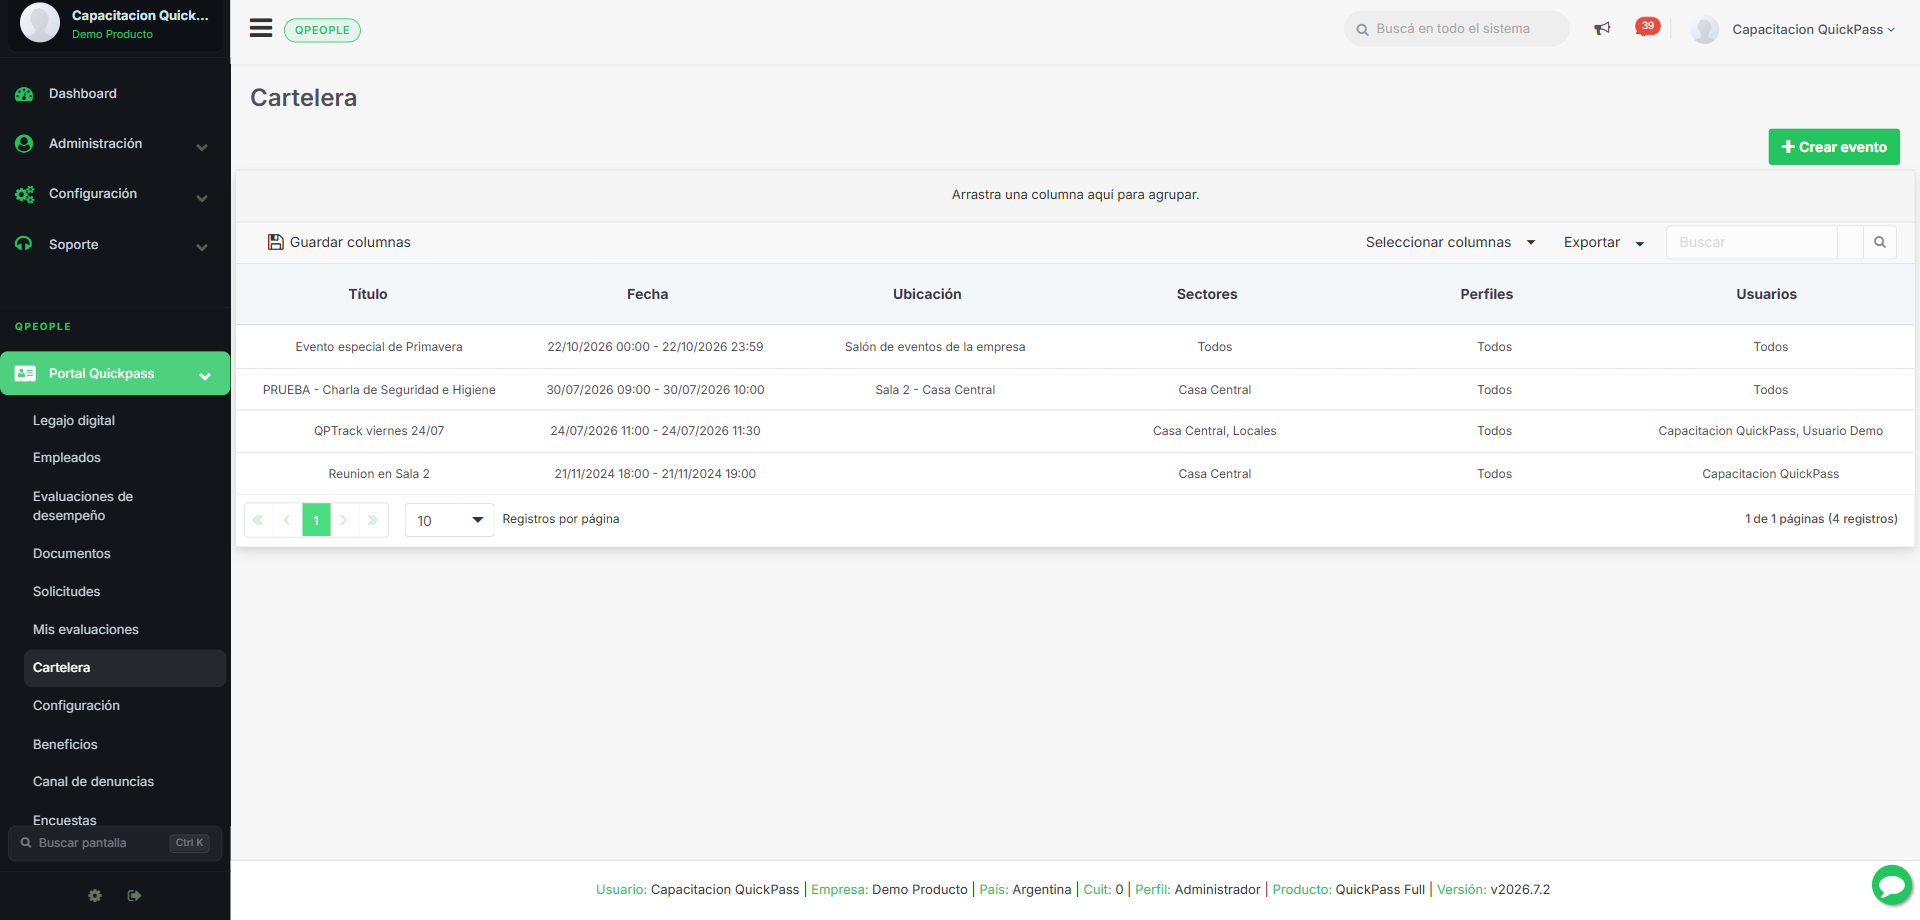 Capacitacion Quick...
Demo Producto
QPEOPLE
Buscá en todo el sistema
39
Capacitacion QuickPass
Dashboard
Administración
Configuración
Soporte
QPEOPLE
Portal Quickpass
Legajo digital
Empleados
Evaluaciones de
desempeño
Documentos
Solicitudes
Mis evaluaciones
Cartelera
Configuración
Beneficios
Canal de denuncias
Encuestas
Buscar pantalla Ctrl K
Cartelera
Crear evento
Arrastra una columna aquí para agrupar.
Guardar columnas Seleccionar columnas Exportar Buscar
Título Fecha Ubicación Sectores Perfiles Usuarios
Evento especial de Primavera 22/10/2026 00:00 - 22/10/2026 23:59 Salón de eventos de la empresa Todos Todos Todos
PRUEBA - Charla de Seguridad e Higiene 30/07/2026 09:00 - 30/07/2026 10:00 Sala 2 - Casa Central Casa Central Todos Todos
QPTrack viernes 24/07 24/07/2026 11:00 - 24/07/2026 11:30 Casa Central, Locales Todos Capacitacion QuickPass, Usuario Demo
Reunion en Sala 2 21/11/2024 18:00 - 21/11/2024 19:00 Casa Central Todos Capacitacion QuickPass
« ‹ 1 › » 10 Registros por página 1 de 1 páginas (4 registros)
Usuario: Capacitacion QuickPass | Empresa: Demo Producto | País: Argentina | Cuit: 0 | Perfil: Administrador | Producto: QuickPass Full | Versión: v2026.7.2